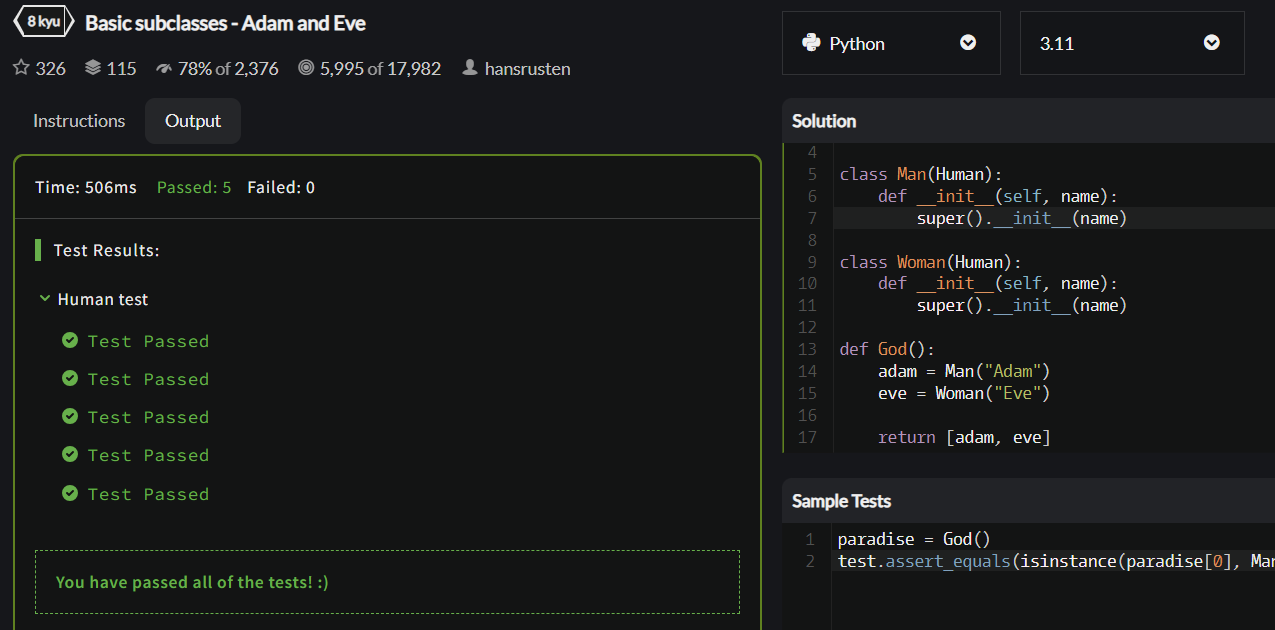 8 kyu Basic subclasses - Adam and Eve
326 115 78% of 2,376 5,995 of 17,982 hansrusten
Instructions Output
Time: 506ms Passed: 5 Failed: 0
Test Results:
Human test
Test Passed
Test Passed
Test Passed
Test Passed
Test Passed
You have passed all of the tests! :)
Python 3.11
Solution
4
5 class Man(Human):
6     def __init__(self, name):
7         super().__init__(name)
8
9 class Woman(Human):
10     def __init__(self, name):
11         super().__init__(name)
12
13 def God():
14     adam = Man("Adam")
15     eve = Woman("Eve")
16
17     return [adam, eve]
Sample Tests
1 paradise = God()
2 test.assert_equals(isinstance(paradise[0], Man